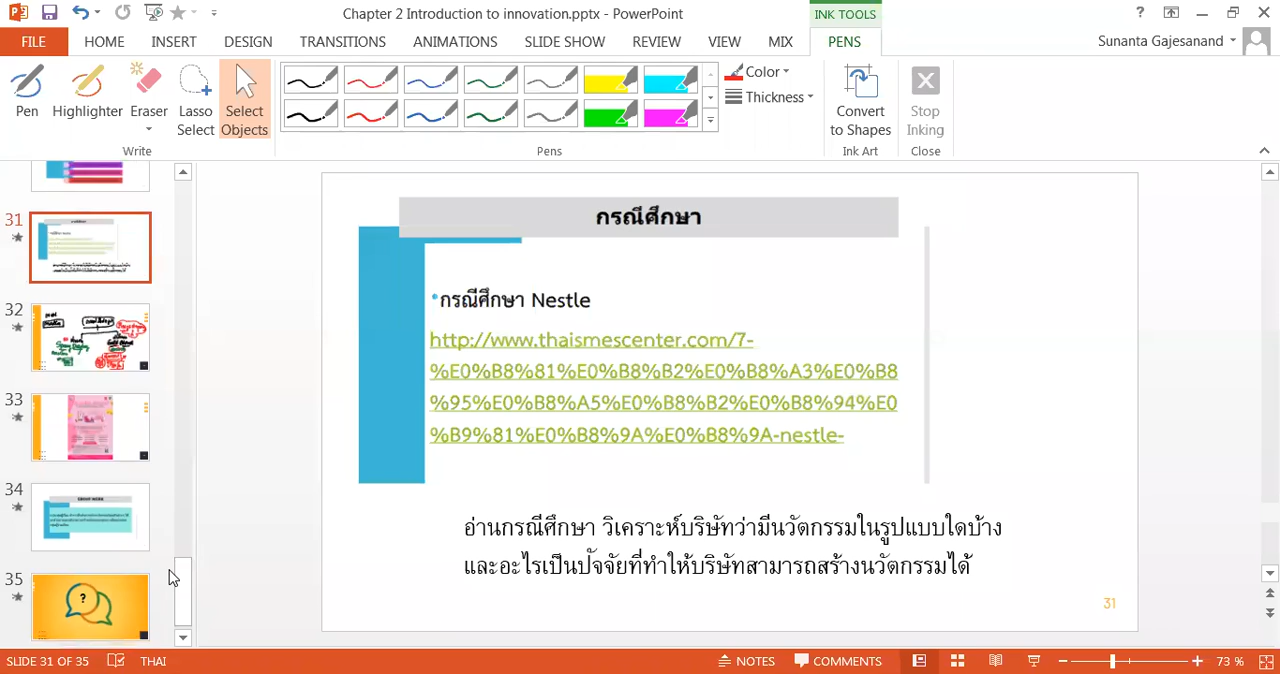 Chapter 2 Introduction to innovation.pptx - PowerPoint
INK TOOLS
FILE HOME INSERT DESIGN TRANSITIONS ANIMATIONS SLIDE SHOW REVIEW VIEW MIX PENS
Sunanta Gajesanand
Pen
Highlighter
Eraser
Lasso Select
Select Objects
Color
Thickness
Convert to Shapes
Stop Inking
Write
Pens
Ink Art
Close
31
32
33
34
35
กรณีศึกษา
•กรณีศึกษา Nestle
http://www.thaismescenter.com/7-
%E0%B8%81%E0%B8%B2%E0%B8%A3%E0%B8
%95%E0%B8%A5%E0%B8%B2%E0%B8%94%E0
%B9%81%E0%B8%9A%E0%B8%9A-nestle-
อ่านกรณีศึกษา วิเคราะห์บริษัทว่ามีนวัตกรรมในรูปแบบใดบ้าง
และอะไรเป็นปัจจัยที่ทำให้บริษัทสามารถสร้างนวัตกรรมได้
31
SLIDE 31 OF 35 THAI NOTES COMMENTS 73 %